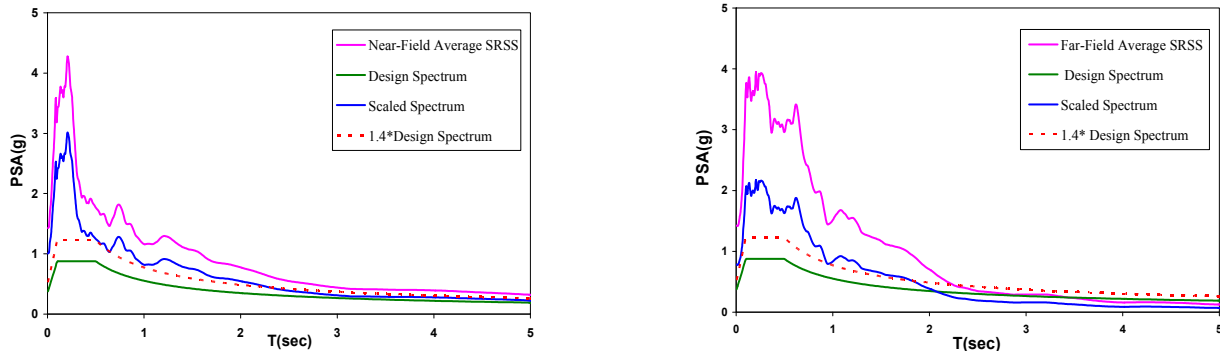 5
4
3
2
1
0
PSA(g)
Near-Field Average SRSS
Design Spectrum
Scaled Spectrum
1.4*Design Spectrum
0 1 2 3 4 5
T(sec)
5
4
3
2
1
0
PSA(g)
Far-Field Average SRSS
Design Spectrum
Scaled Spectrum
1.4* Design Spectrum
0 1 2 3 4 5
T(sec)